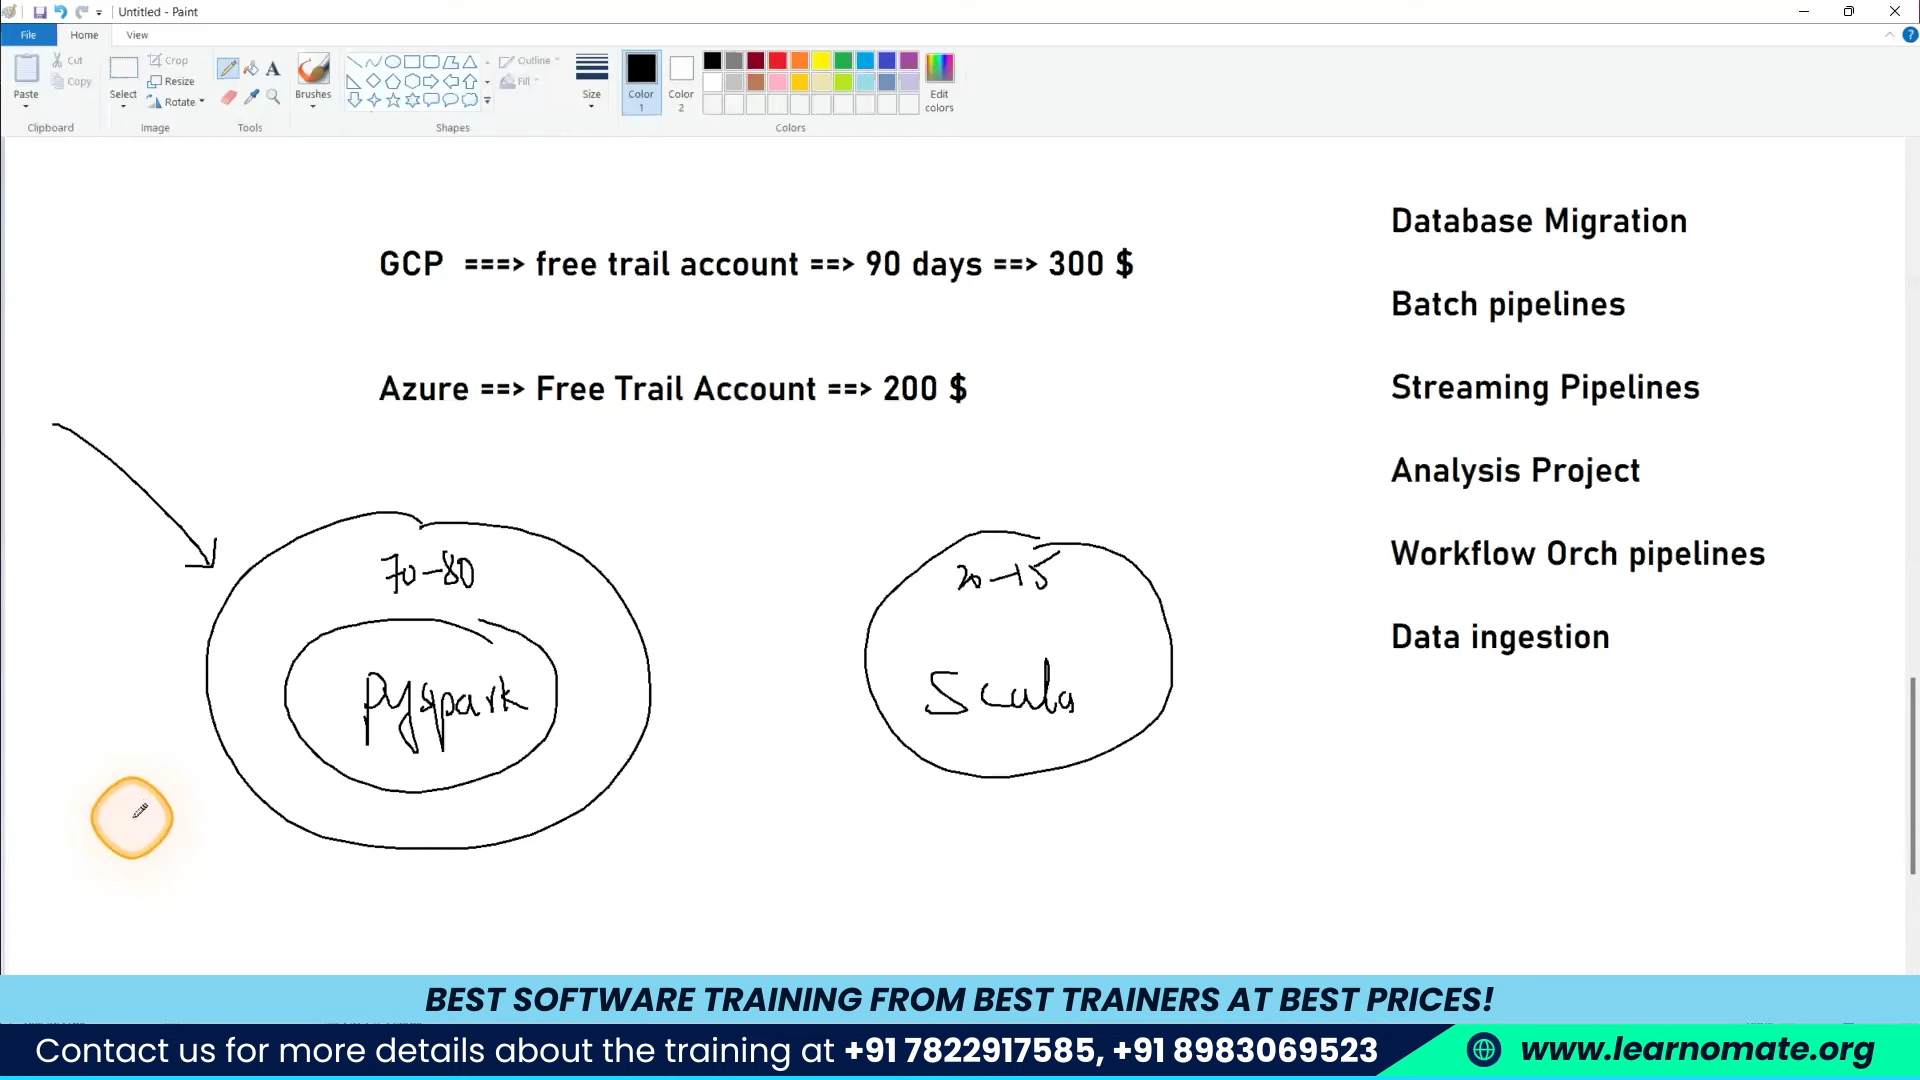 Untitled - Paint
File
Home
View
Paste
Cut
Copy
Clipboard
Select
Crop
Resize
Rotate
Image
Tools
Brushes
Shapes
Outline
Fill
Size
Color 1
Color 2
Edit colors
Colors
GCP ===> free trail account ==> 90 days ==> 300 $
Azure ==> Free Trail Account ==> 200 $
70-80
Pyspark
20-15
Scala
Database Migration
Batch pipelines
Streaming Pipelines
Analysis Project
Workflow Orch pipelines
Data ingestion
BEST SOFTWARE TRAINING FROM BEST TRAINERS AT BEST PRICES!
Contact us for more details about the training at +91 7822917585, +91 8983069523
www.learnomate.org